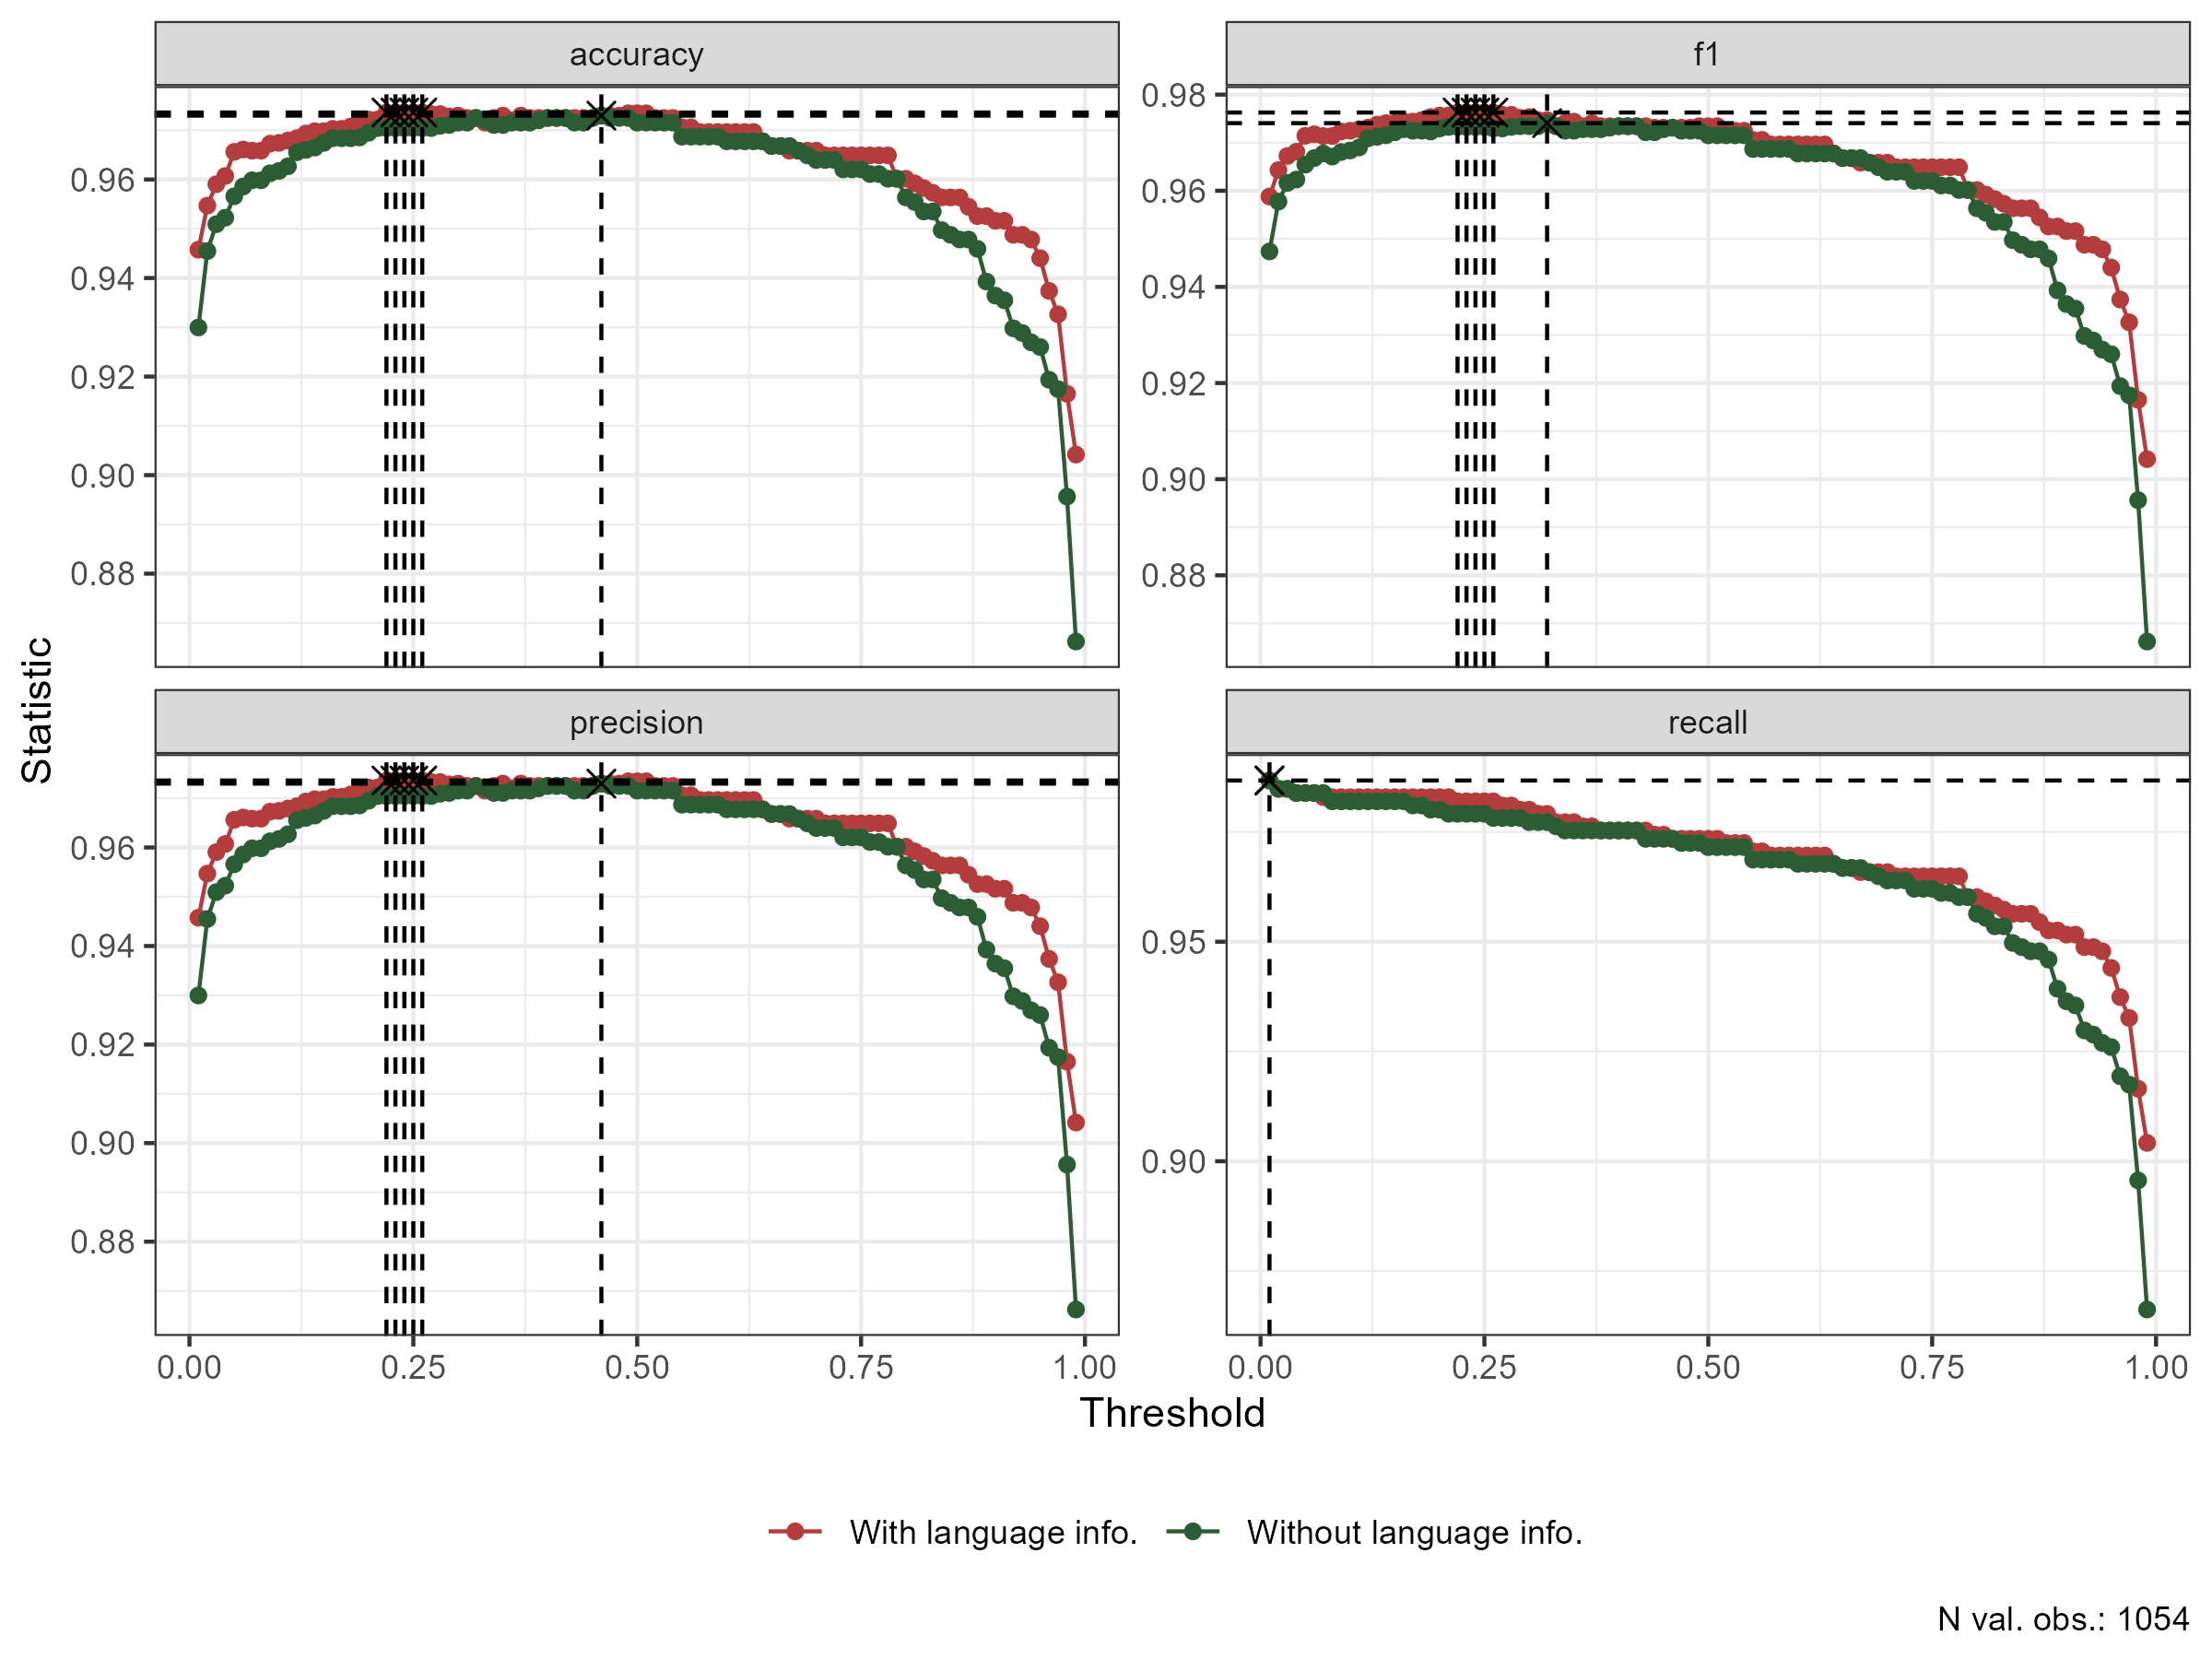 accuracy
f1
0.96
0.94
0.92
0.90
0.88
0.98
0.96
0.94
0.92
0.90
0.88
Statistic
precision
recall
0.96
0.94
0.92
0.90
0.88
0.95
0.90
0.00 0.25 0.50 0.75 1.00
0.00 0.25 0.50 0.75 1.00
Threshold
With language info. Without language info.
N val. obs.: 1054